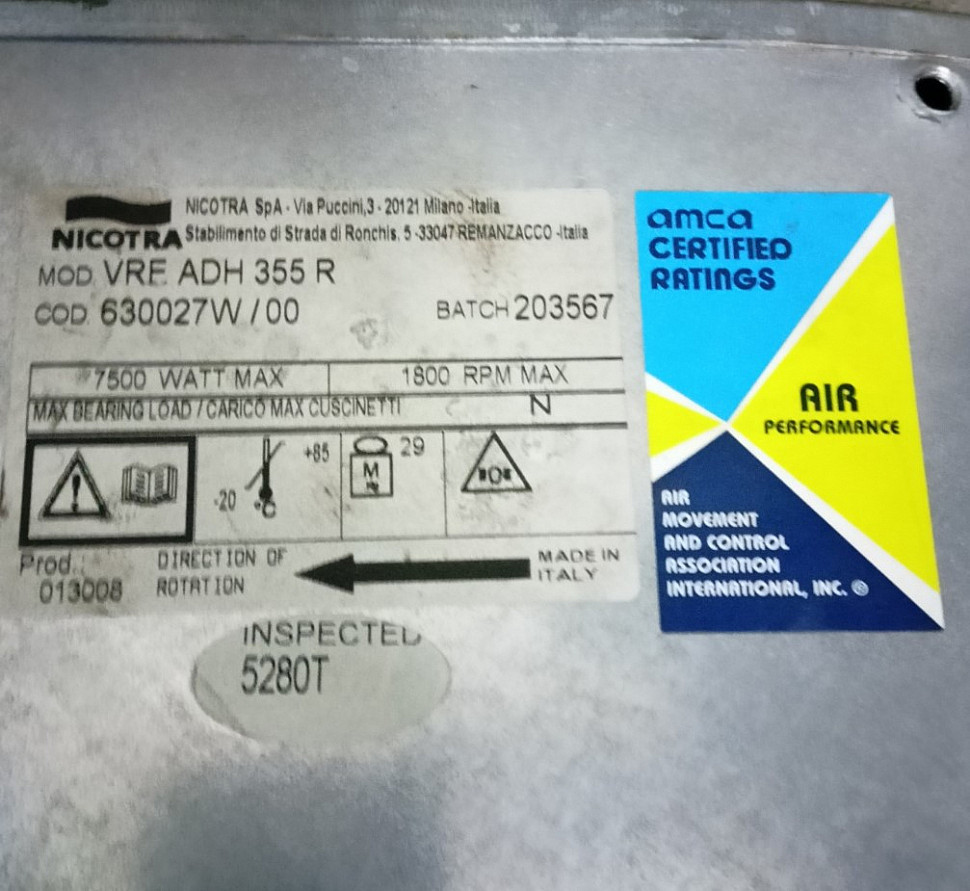 NICOTRA SpA - Via Puccini,3 - 20121 Milano -Italia
NICOTRA Stabilimento di Strada di Ronchis, 5 -33047 REMANZACCO -Italia
MOD. VRE ADH 355 R
COD. 630027W / 00 BATCH 203567
7500 WATT MAX 1800 RPM MAX
MAX BEARING LOAD / CARICO MAX CUSCINETTI N
-20 °C +85 M kg 29
Prod.: DIRECTION OF ROTATION MADE IN ITALY
013008
INSPECTED
5280T
amca
CERTIFIED
RATINGS
AIR
PERFORMANCE
AIR
MOVEMENT
AND CONTROL
ASSOCIATION
INTERNATIONAL, INC. ®